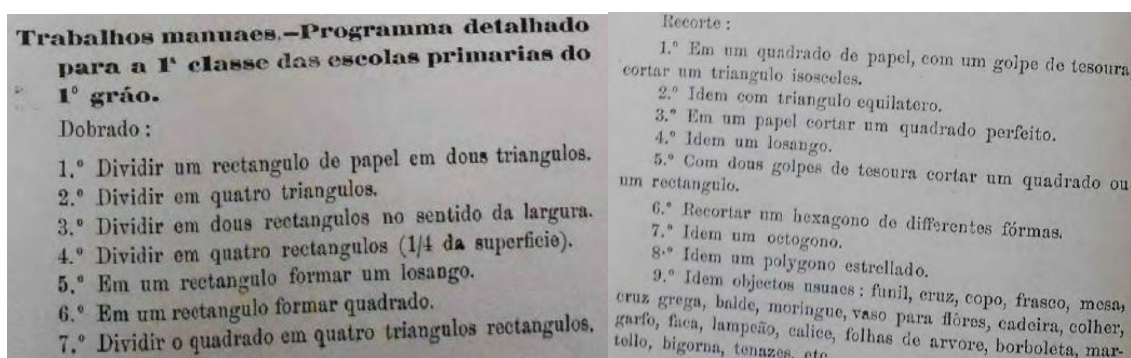 Trabalhos manuaes.—Programma detalhado
para a 1ª classe das escolas primarias do
1º gráo.
Dobrado :
1.º Dividir um rectangulo de papel em dous triangulos.
2.º Dividir em quatro triangulos.
3.º Dividir em dous rectangulos no sentido da largura.
4.º Dividir em quatro rectangulos (1/4 da superficie).
5.º Em um rectangulo formar um losango.
6.º Em um rectangulo formar quadrado.
7.º Dividir o quadrado em quatro triangulos rectangulos.
Recorte :
1.º Em um quadrado de papel, com um golpe de tesoura
cortar um triangulo isosceles.
2.º Idem com triangulo equilatero.
3.º Em um papel cortar um quadrado perfeito.
4.º Idem um losango.
5.º Com dous golpes de tesoura cortar um quadrado ou
um rectangulo.
6.º Recortar um hexagono de differentes fórmas.
7.º Idem um octogono.
8.º Idem um polygono estrellado.
9.º Idem objectos usuaes : funil, cruz, copo, frasco, mesa,
cruz grega, balde, moringue, vaso para flôres, cadeira, colher,
garfo, faca, lampeão, calice, folhas de arvore, borboleta, mar-
tello, bigorna, tenazes, etc.